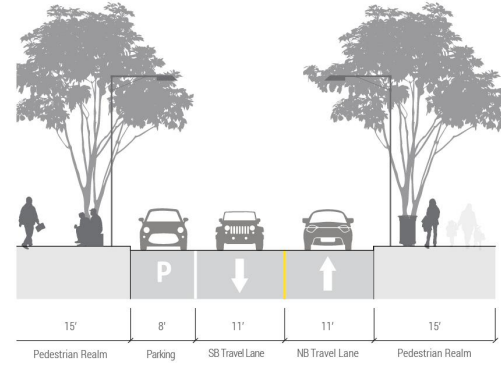 P
15' 8' 11' 11' 15'
Pedestrian Realm Parking SB Travel Lane NB Travel Lane Pedestrian Realm